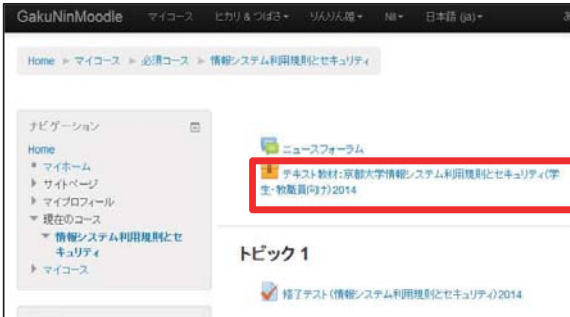 GakuNinMoodle マイコース ヒカリ & つばさ りんりん姫 NII 日本語 (ja)
Home マイコース 必須コース 情報システム利用規則とセキュリティ
ナビゲーション
Home
マイホーム
サイトページ
マイプロフィール
現在のコース
情報システム利用規則とセ
キュリティ
マイコース
ニュースフォーラム
テキスト教材:京都大学情報システム利用規則とセキュリティ(学
生・教職員向け)2014
トピック 1
修了テスト(情報システム利用規則とセキュリティ)2014